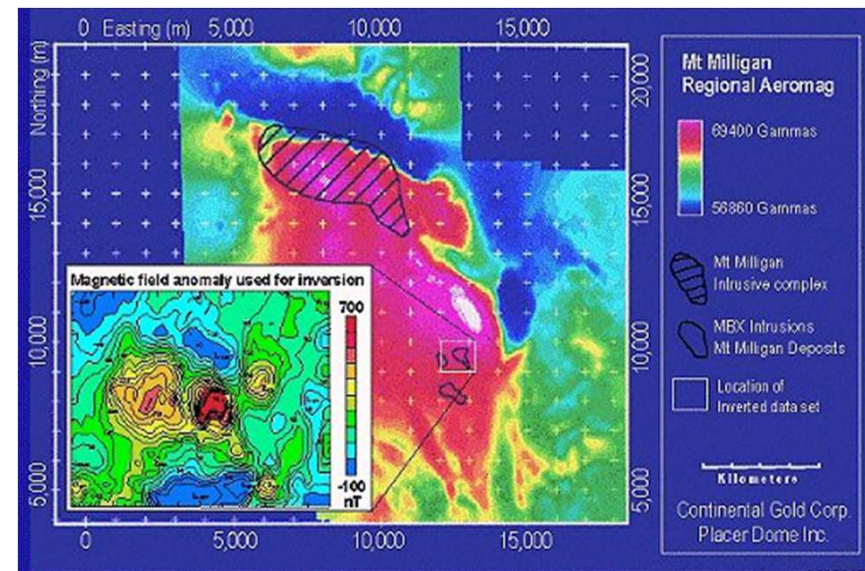 0 Easting (m) 5,000 10,000 15,000
Northing (m)
20,000
15,000
15,000
10,000
10,000
5,000
5,000
0 5,000 10,000 15,000
Magnetic field anomaly used for inversion
700
-100
nT
Mt Milligan
Regional Aeromag
69400 Gammas
56860 Gammas
Mt Milligan
Intrusive complex
MBX Intrusions
Mt Milligan Deposits
Location of
Inverted data set
Kilometers
Continental Gold Corp.
Placer Dome Inc.